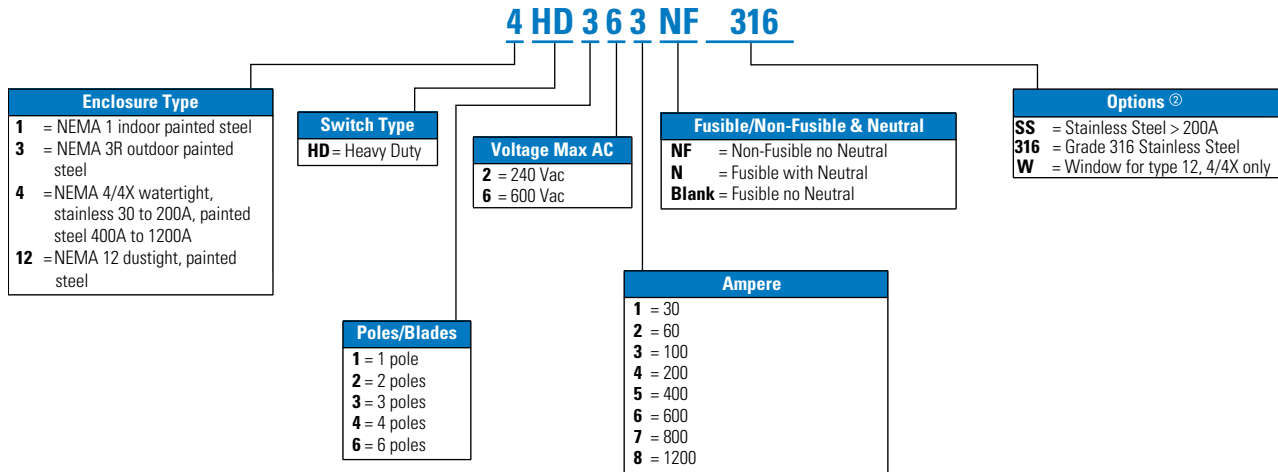 4 HD 3 6 3 NF 316
Enclosure Type
1 = NEMA 1 indoor painted steel
3 = NEMA 3R outdoor painted
steel
4 =NEMA 4/4X watertight,
stainless 30 to 200A, painted
steel 400A to 1200A
12 =NEMA 12 dustight, painted
steel
Switch Type
HD = Heavy Duty
Poles/Blades
1 = 1 pole
2 = 2 poles
3 = 3 poles
4 = 4 poles
6 = 6 poles
Voltage Max AC
2 = 240 Vac
6 = 600 Vac
Ampere
1 = 30
2 = 60
3 = 100
4 = 200
5 = 400
6 = 600
7 = 800
8 = 1200
Fusible/Non-Fusible & Neutral
NF = Non-Fusible no Neutral
N = Fusible with Neutral
Blank = Fusible no Neutral
Options ②
SS = Stainless Steel > 200A
316 = Grade 316 Stainless Steel
W = Window for type 12, 4/4X only